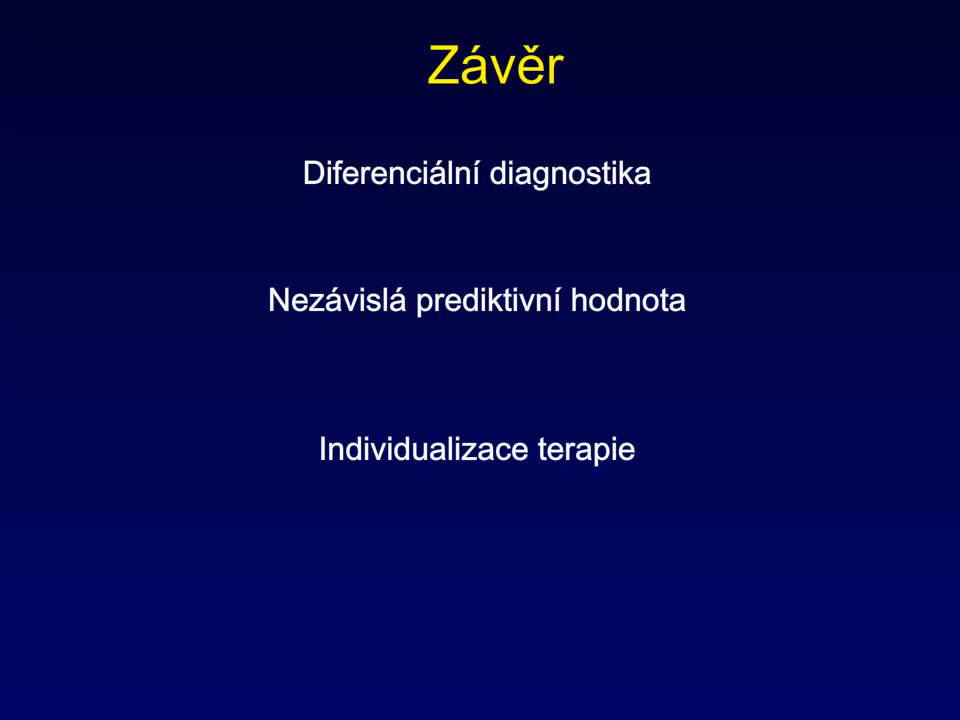 Závěr
Diferenciální diagnostika
Nezávislá prediktivní hodnota
Individualizace terapie